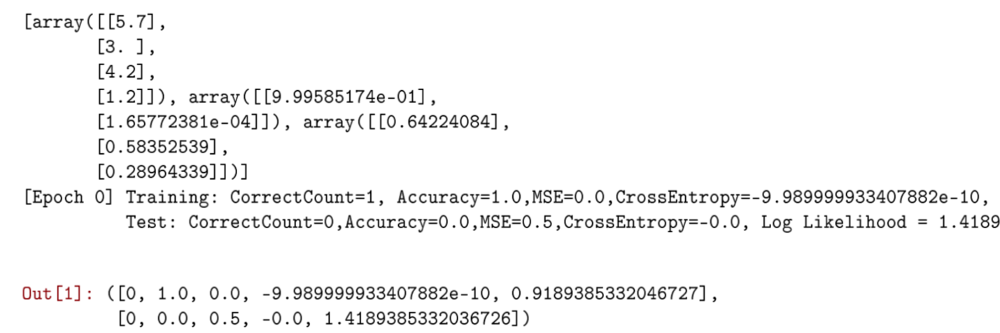 [array([[5.7],
[3. ],
[4.2],
[1.2]]), array([[9.99585174e-01],
[1.65772381e-04]]), array([[0.64224084],
[0.58352539],
[0.28964339]])]
[Epoch 0] Training: CorrectCount=1, Accuracy=1.0,MSE=0.0,CrossEntropy=-9.989999933407882e-10,
Test: CorrectCount=0,Accuracy=0.0,MSE=0.5,CrossEntropy=-0.0, Log Likelihood = 1.4189
Out[1]: ([0, 1.0, 0.0, -9.989999933407882e-10, 0.9189385332046727],
[0, 0.0, 0.5, -0.0, 1.4189385332036726])